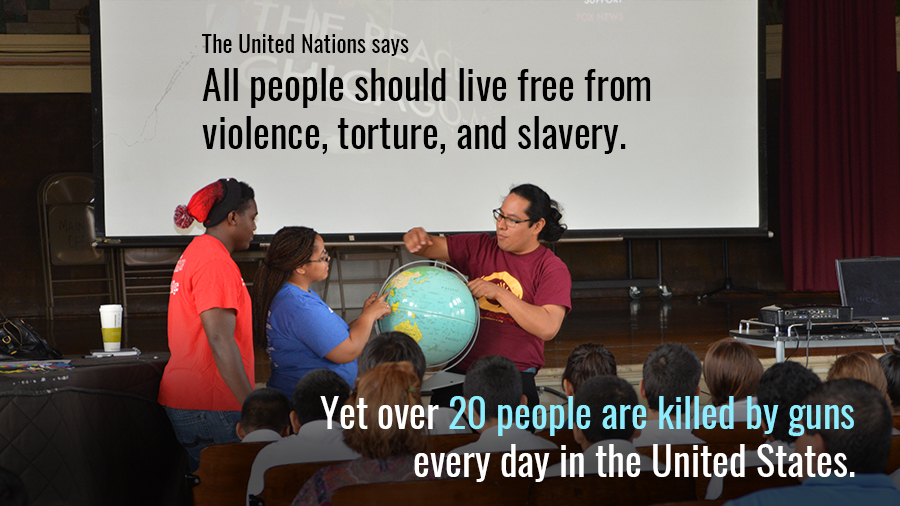 SUPPORT
The United Nations says
All people should live free from
violence, torture, and slavery.
Yet over 20 people are killed by guns
every day in the United States.